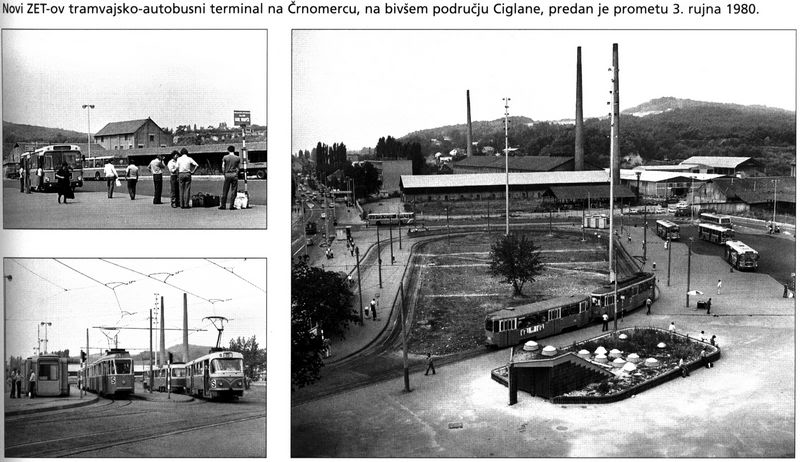 Novi ZET-ov tramvajsko-autobusni terminal na Črnomercu, na bivšem području Ciglane, predan je prometu 3. rujna 1980.